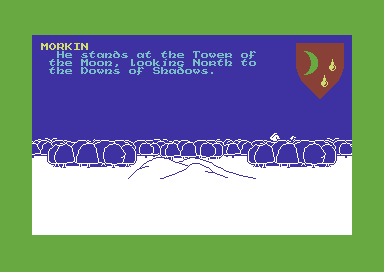 MORKIN
He stands at the Tower of
the Moon, looking North to
the Downs of Shadows.